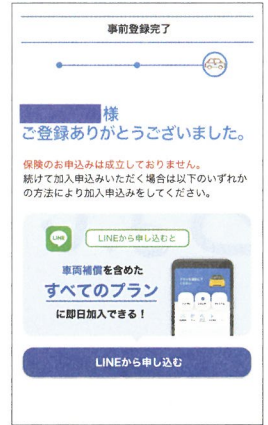 事前登録完了
様
ご登録ありがとうございました。
保険のお申込みは成立しておりません。
続けて加入申込みいただく場合は以下のいずれか
の方法により加入申込みをしてください。
LINE
LINEから申し込むと
車両補償を含めた
すべてのプラン
に即日加入できる！
LINEから申し込む